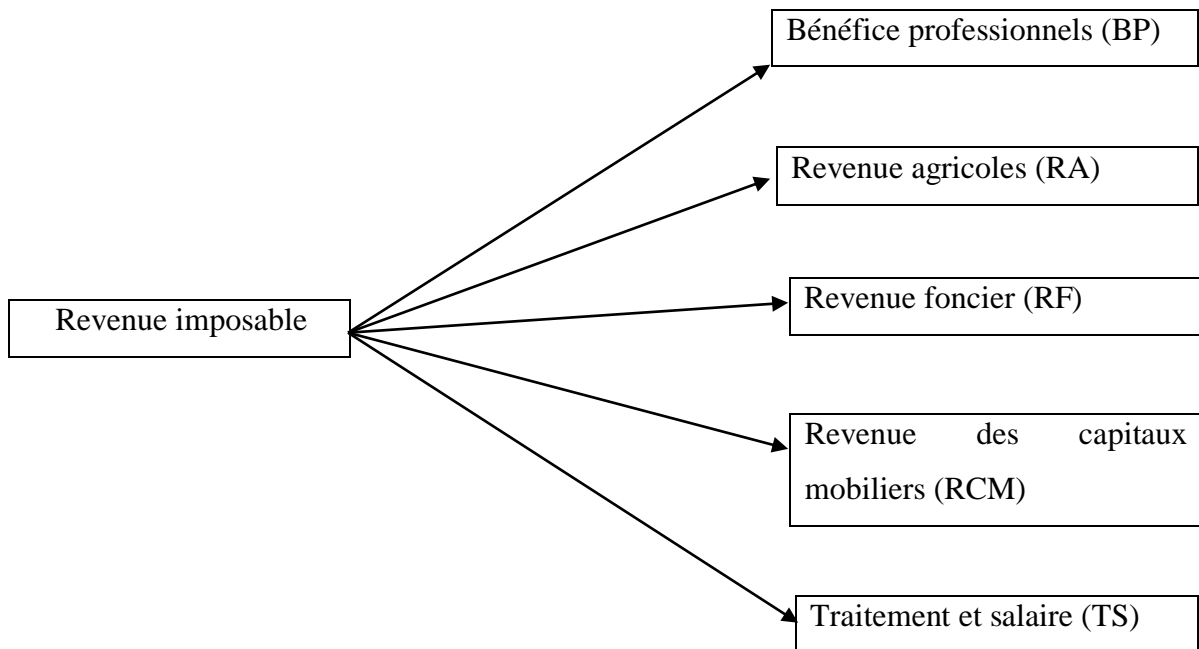 Bénéfice professionnels (BP)
Revenue agricoles (RA)
Revenue imposable
Revenue foncier (RF)
Revenue des capitaux
mobiliers (RCM)
Traitement et salaire (TS)